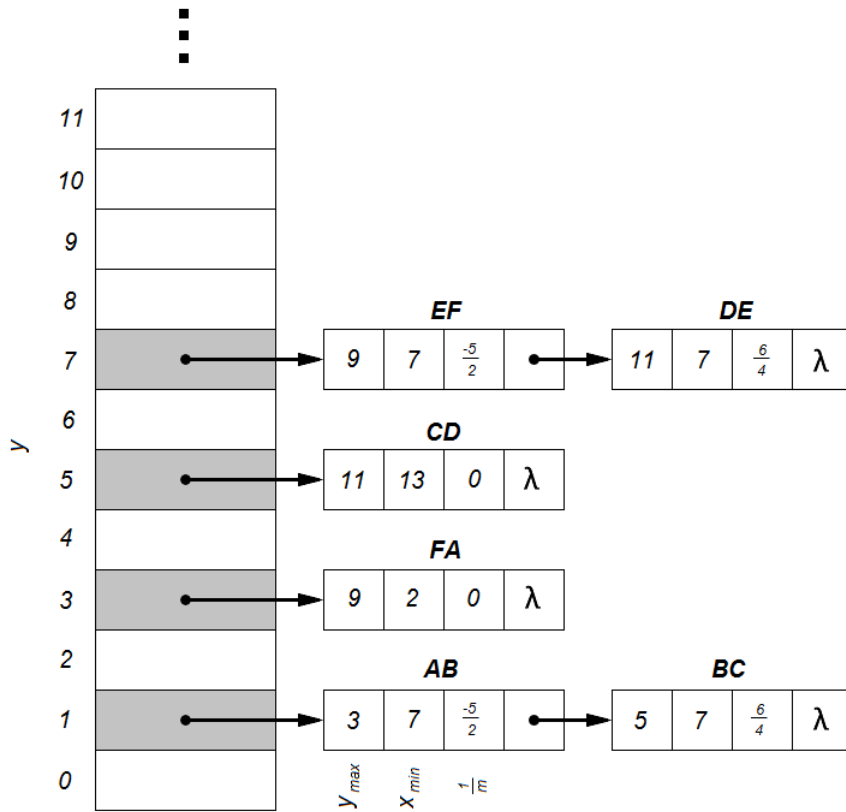 11
10
9
8
EF DE
7 9 7 -5/2 11 7 6/4 λ
6
CD
y
5 11 13 0 λ
4
FA
3 9 2 0 λ
2
AB BC
1 3 7 -5/2 5 7 6/4 λ
0 y max x min 1/m